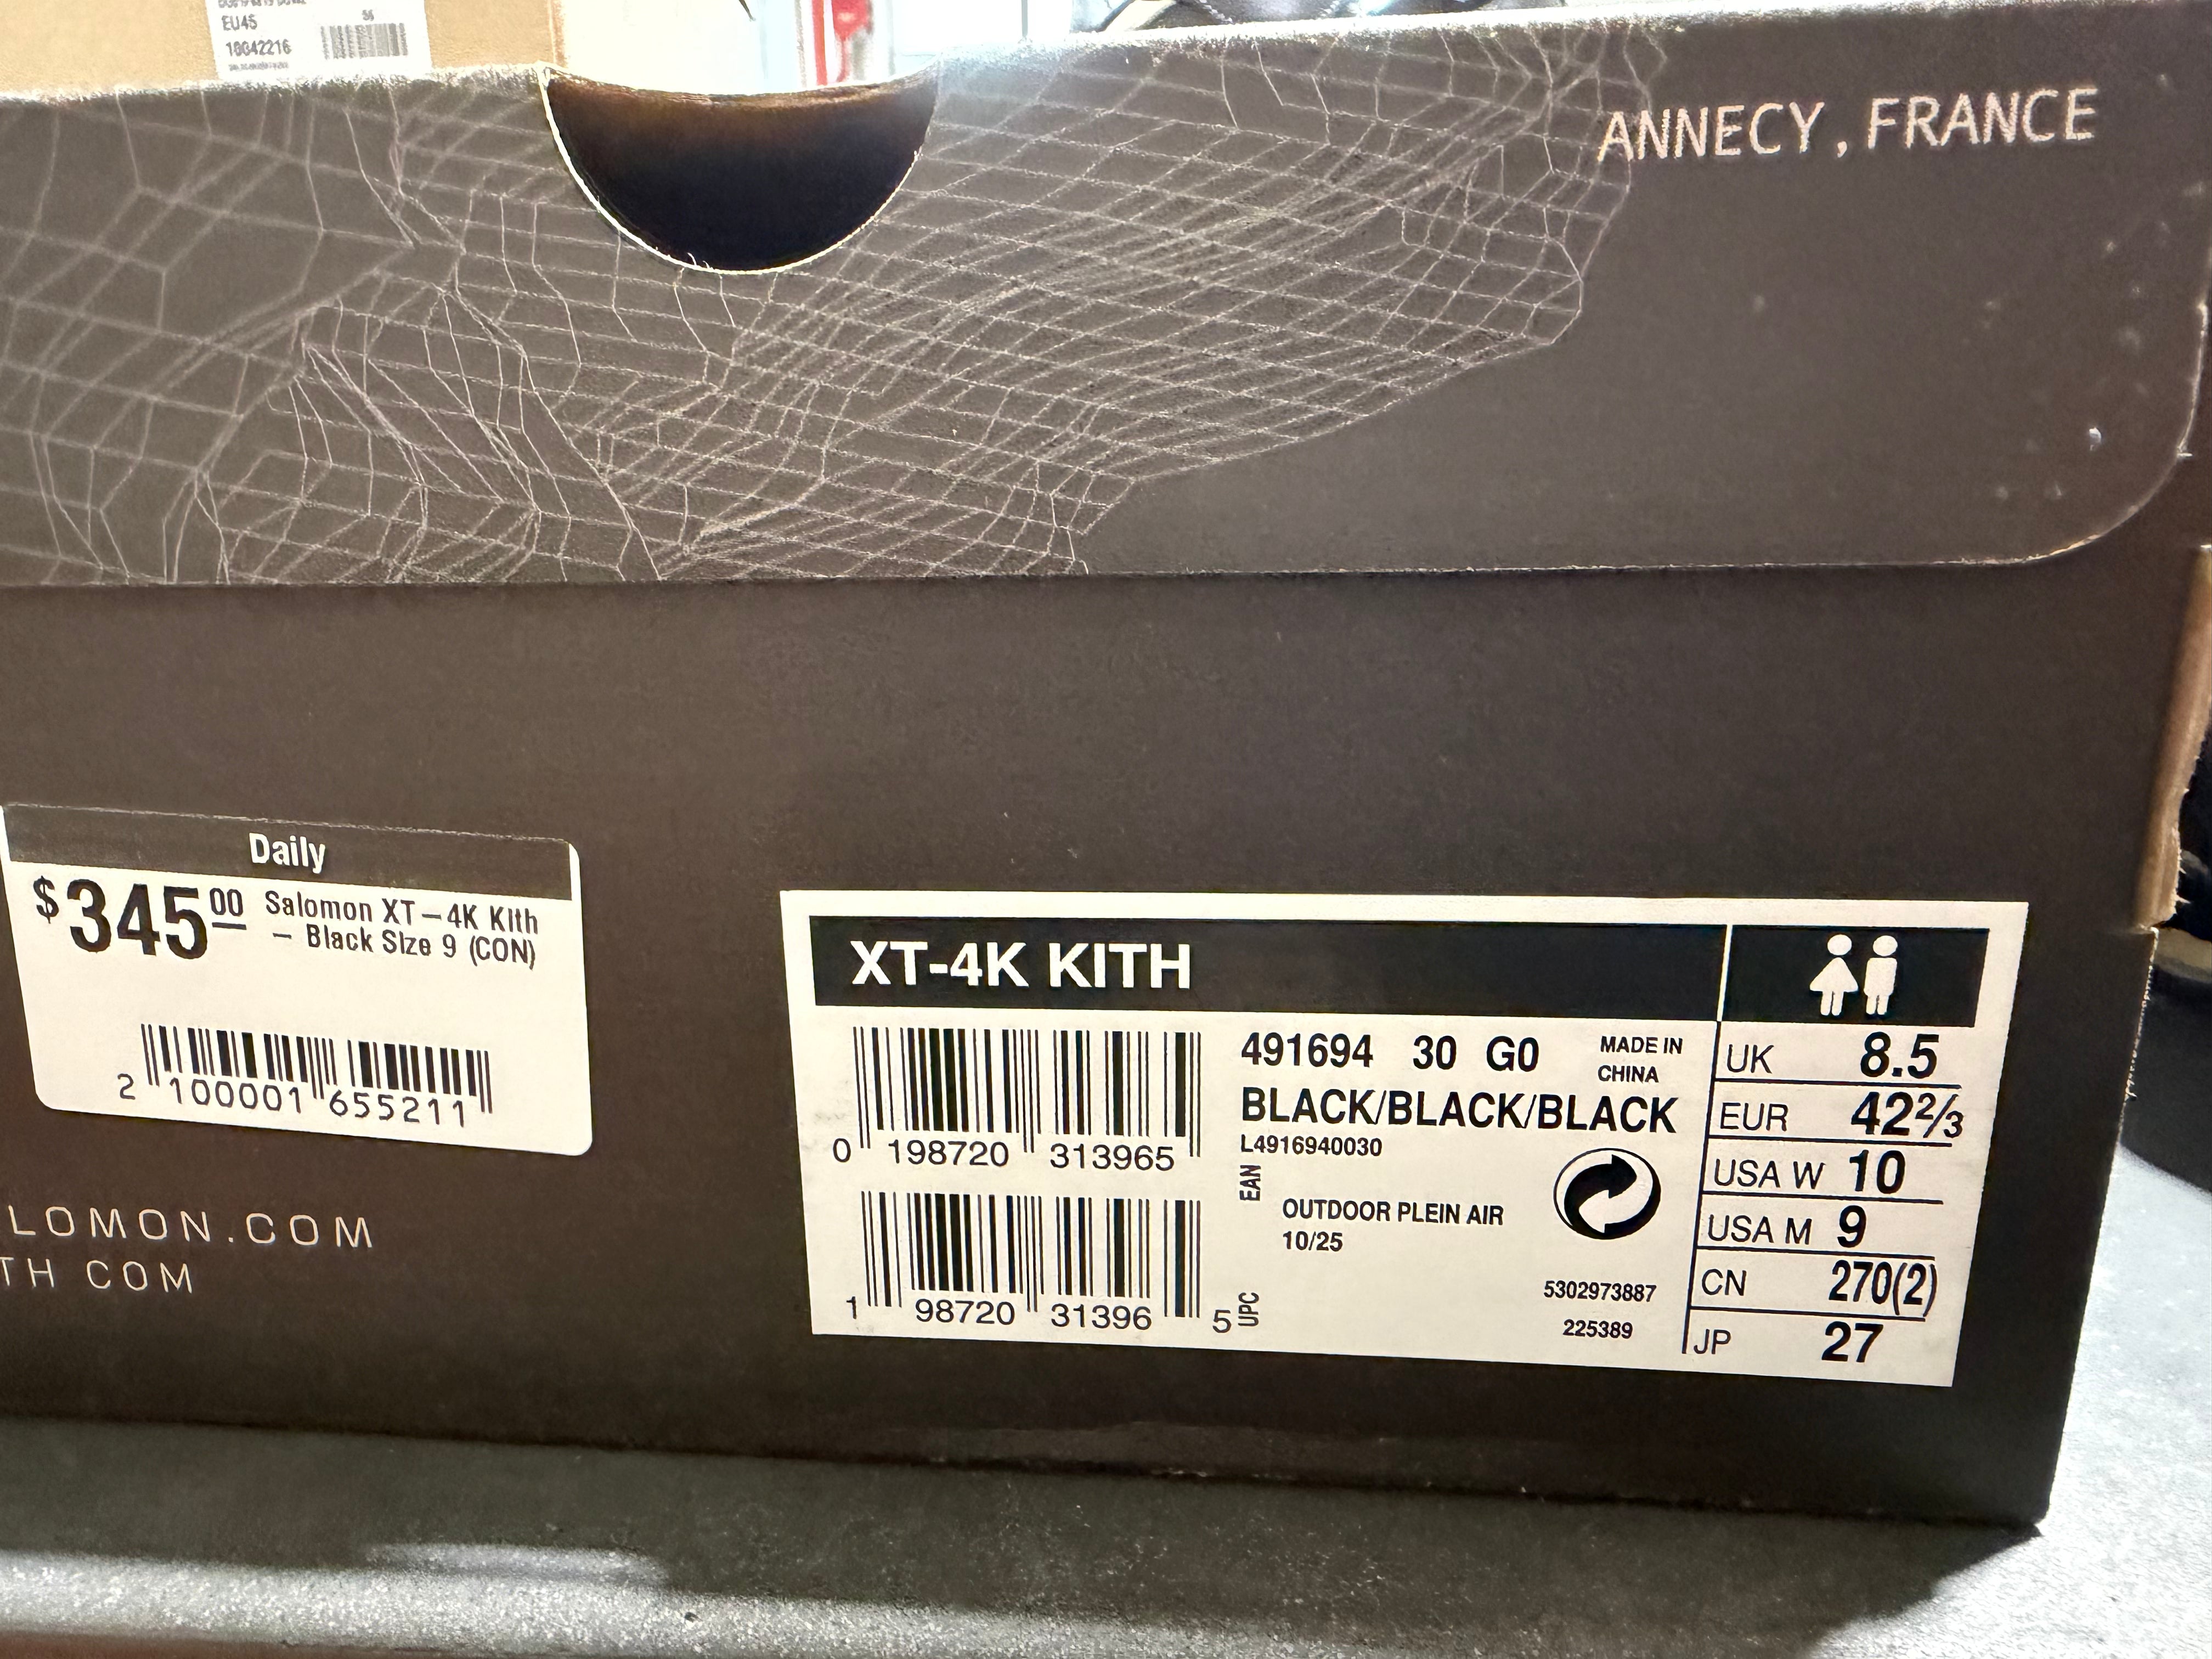 EU45
56
18642216
ANNECY, FRANCE
Daily
$345.00
Salomon XT-4K Kith
- Black Size 9 (CON)
2 100001 655211
LOMON.COM
TH COM
XT-4K KITH
0 198720 313965
1 98720 31396 5
EAN
UPC
491694 30 G0
MADE IN
CHINA
BLACK/BLACK/BLACK
L4916940030
OUTDOOR PLEIN AIR
10/25
5302973887
225389
UK 8.5
EUR 42⅔
USA W 10
USA M 9
CN 270(2)
JP 27